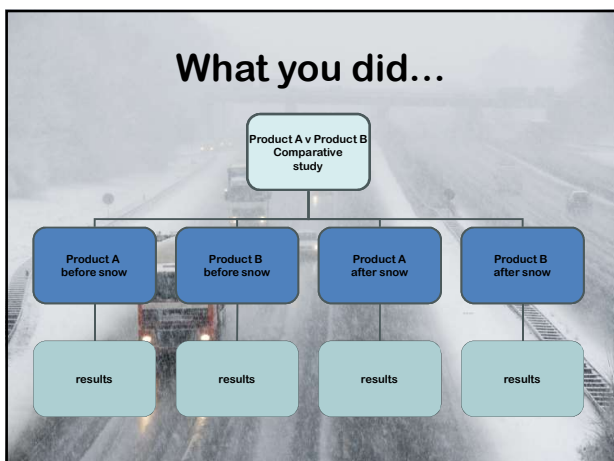 What you did...
Product A v Product B
Comparative
study
Product A
before snow
Product B
before snow
Product A
after snow
Product B
after snow
results
results
results
results